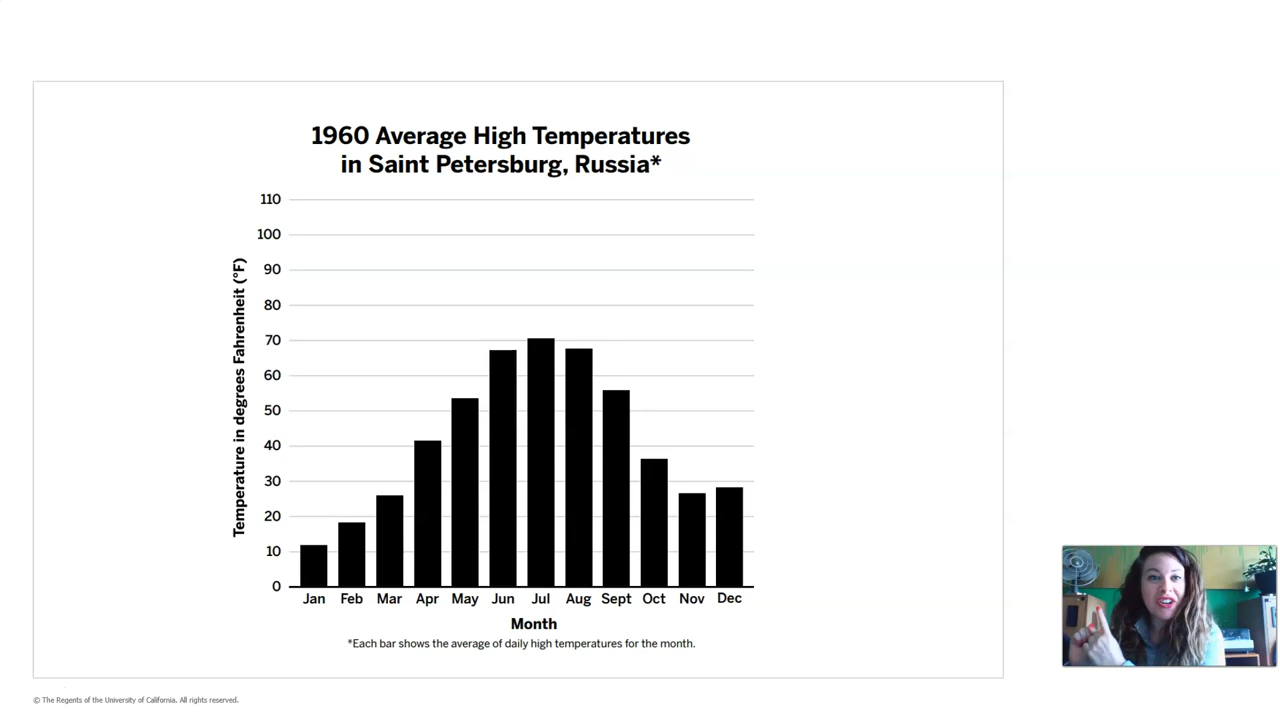 1960 Average High Temperatures
in Saint Petersburg, Russia*
Temperature in degrees Fahrenheit (°F)
110
100
90
80
70
60
50
40
30
20
10
0
Jan Feb Mar Apr May Jun Jul Aug Sept Oct Nov Dec
Month
*Each bar shows the average of daily high temperatures for the month.
© The Regents of the University of California. All rights reserved.